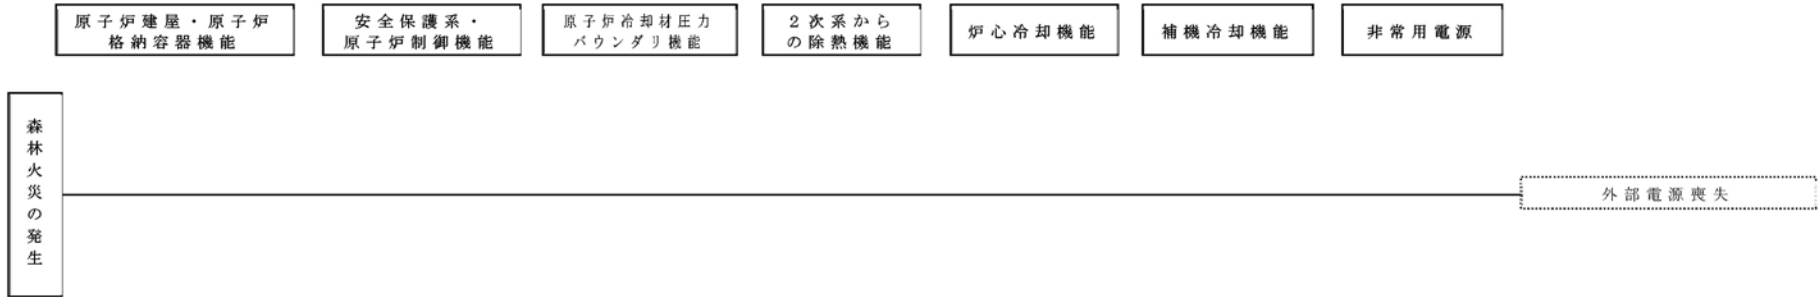 原子炉建屋・原子炉
格納容器機能
安全保護系・
原子炉制御機能
原子炉冷却材圧力
バウンダリ機能
２次系から
の除熱機能
炉心冷却機能
補機冷却機能
非常用電源
森林火災の発生
外部電源喪失